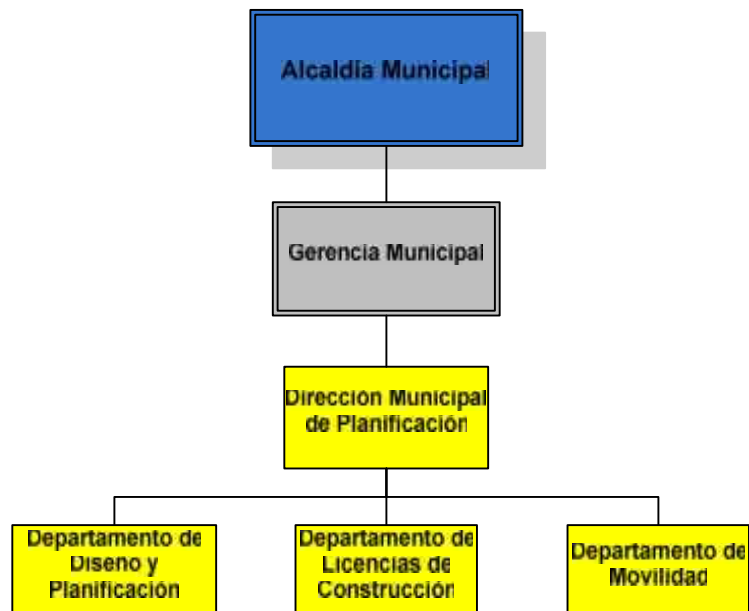 Alcaldía Municipal
Gerencia Municipal
Dirección Municipal
de Planificación
Departamento de
Diseño y
Planificación
Departamento de
Licencias de
Construcción
Departamento de
Movilidad